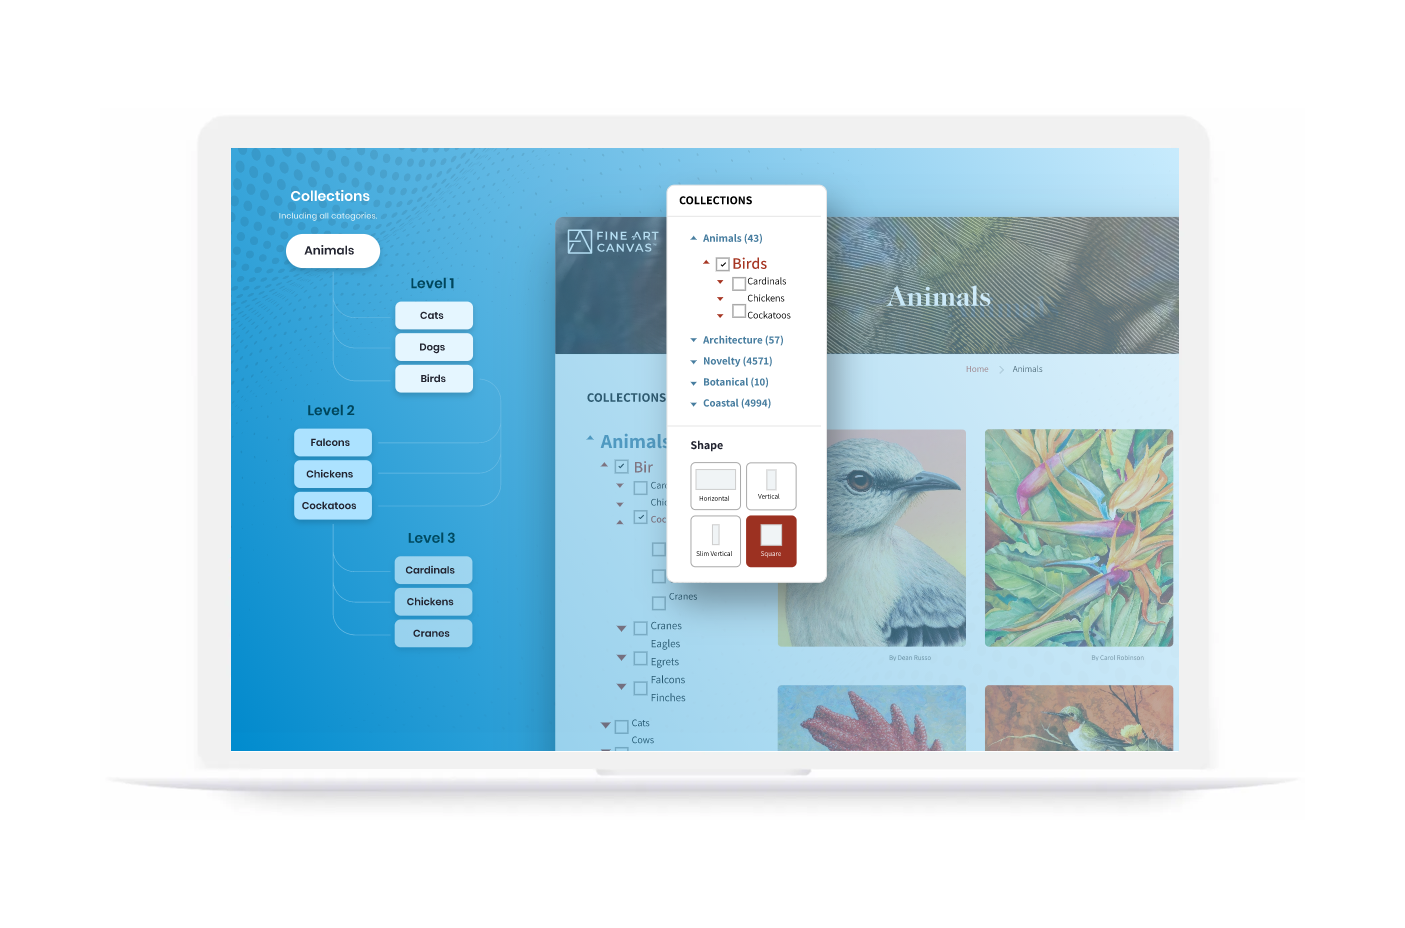 Collections
Including all categories.
Animals
Level 1
Cats
Dogs
Birds
Level 2
Falcons
Chickens
Cockatoos
Level 3
Cardinals
Chickens
Cranes
FINE ART
CANVAS
COLLECTIONS
Animals
Bir
Car
Chic
Coc
Cranes
Cranes
Eagles
Egrets
Falcons
Finches
Cats
Cows
COLLECTIONS
Animals (43)
Birds
Cardinals
Chickens
Cockatoos
Architecture (57)
Novelty (4571)
Botanical (10)
Coastal (4994)
Shape
Horizontal
Vertical
Slim Vertical
Square
Animals
Home
Animals
By Dean Russo
By Carol Robinson